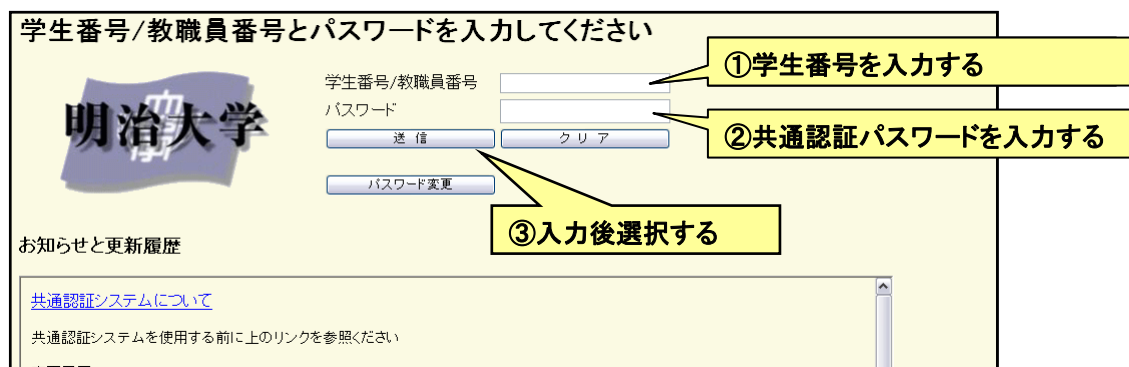 学生番号/教職員番号とパスワードを入力してください
明治大学
学生番号/教職員番号
①学生番号を入力する
パスワード
②共通認証パスワードを入力する
送 信
ク リ ア
パスワード変更
③入力後選択する
お知らせと更新履歴
共通認証システムについて
共通認証システムを使用する前に上のリンクを参照ください